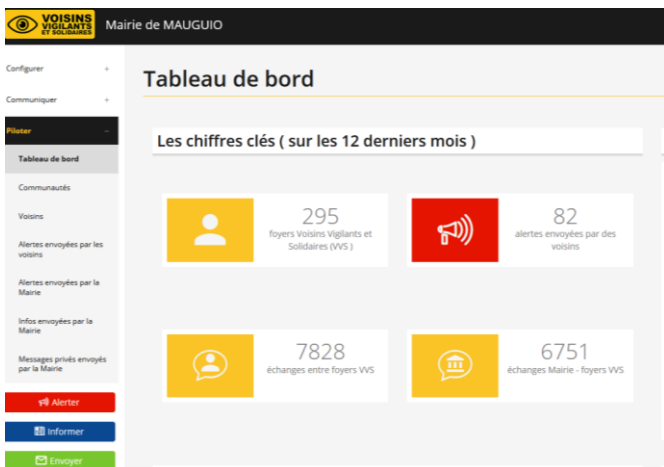 VOISINS
VIGILANTS
ET SOLIDAIRES
Mairie de MAUGUIO
Configurer +
Communiquer +
Piloter -
Tableau de bord
Communautés
Voisins
Alertes envoyées par les
voisins
Alertes envoyées par la
Mairie
Infos envoyées par la
Mairie
Messages privés envoyés
par la Mairie
Alerter
Informer
Envoyer
Tableau de bord
Les chiffres clés ( sur les 12 derniers mois )
295
foyers Voisins Vigilants et
Solidaires (VVS )
82
alertes envoyées par des
voisins
7828
échanges entre foyers VVS
6751
échanges Mairie - foyers VVS